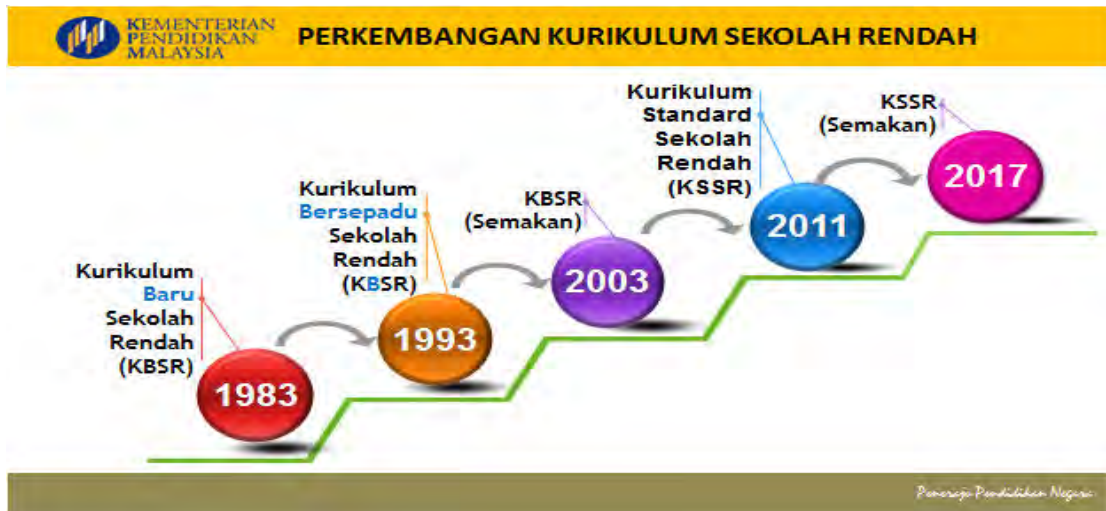 KEMENTERIAN
PENDIDIKAN
MALAYSIA
PERKEMBANGAN KURIKULUM SEKOLAH RENDAH
Kurikulum
Baru
Sekolah
Rendah
(KBSR)
1983
Kurikulum
Bersepadu
Sekolah
Rendah
(KBSR)
1993
KBSR
(Semakan)
2003
Kurikulum
Standard
Sekolah
Rendah
(KSSR)
2011
KSSR
(Semakan)
2017
Peneraju Pendidikan Negara